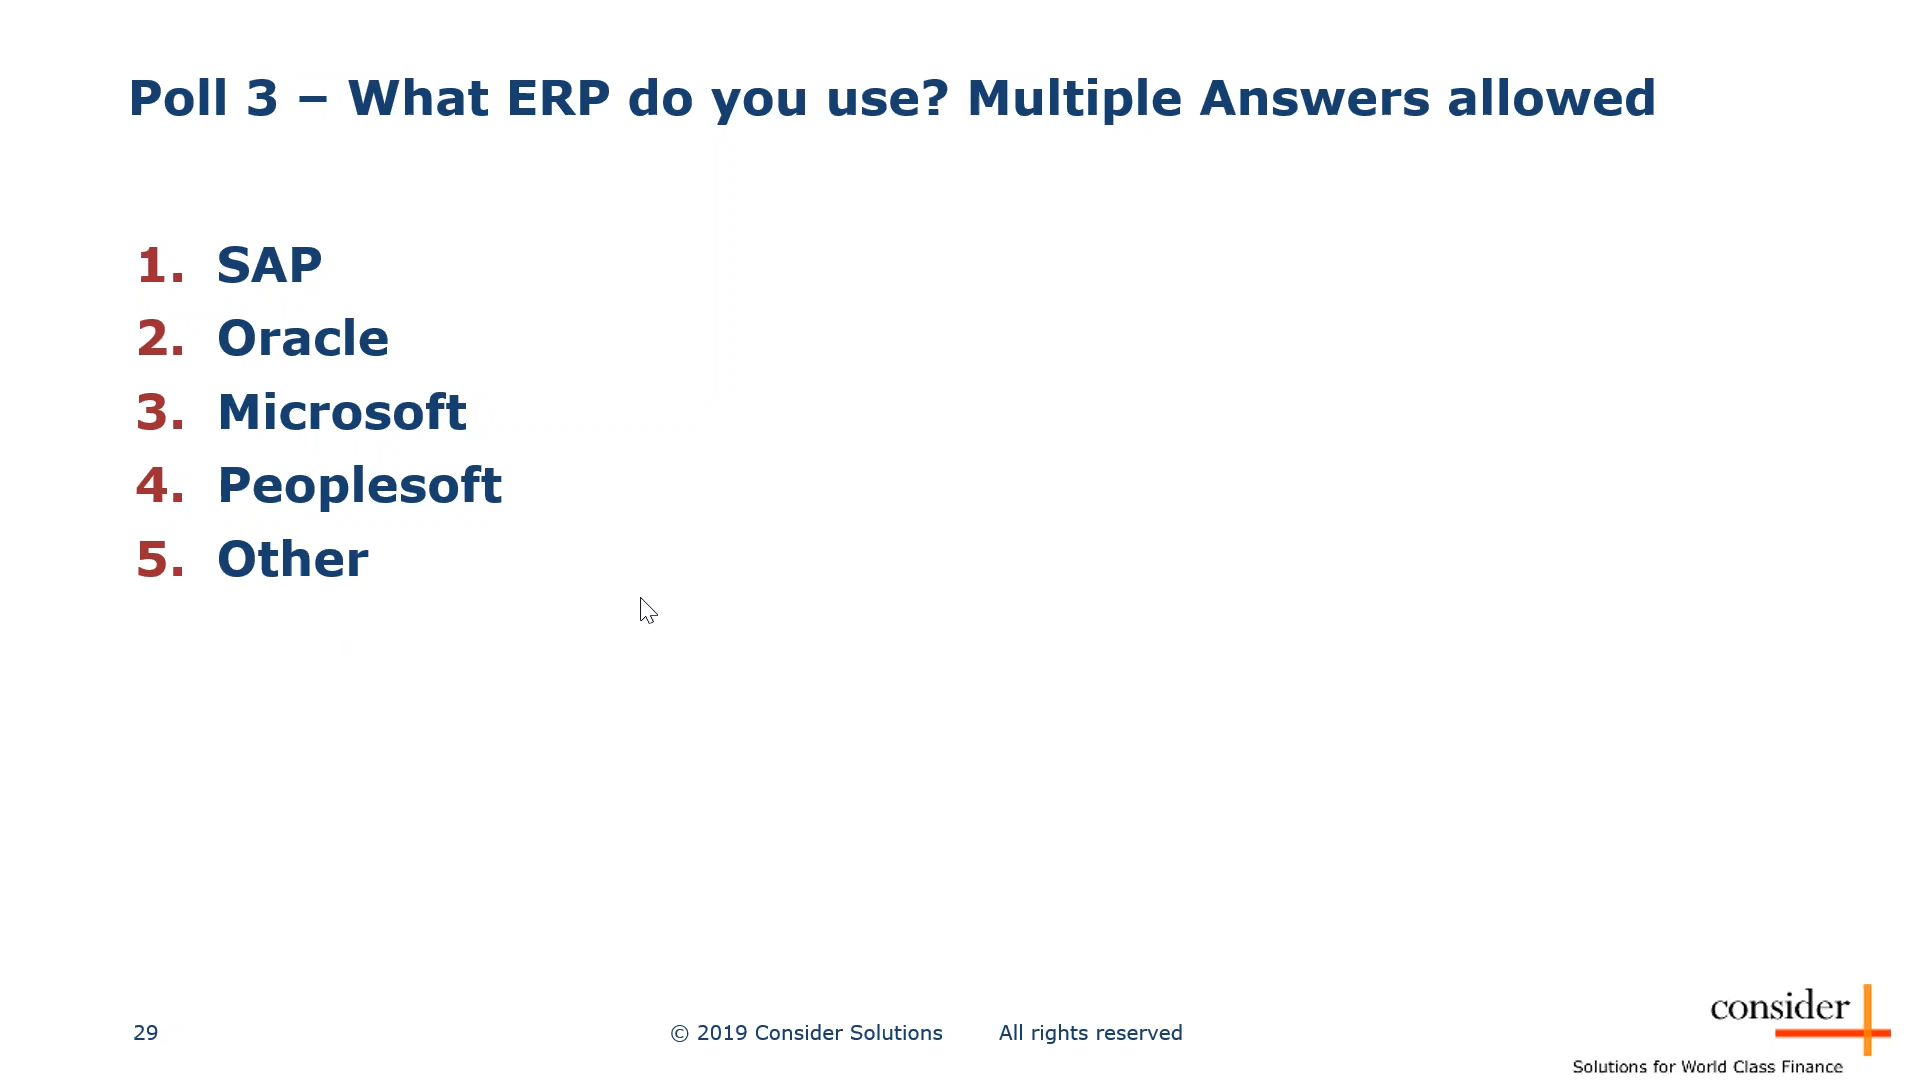 Poll 3 – What ERP do you use? Multiple Answers allowed
1. SAP
2. Oracle
3. Microsoft
4. Peoplesoft
5. Other
29
© 2019 Consider Solutions All rights reserved
consider
Solutions for World Class Finance